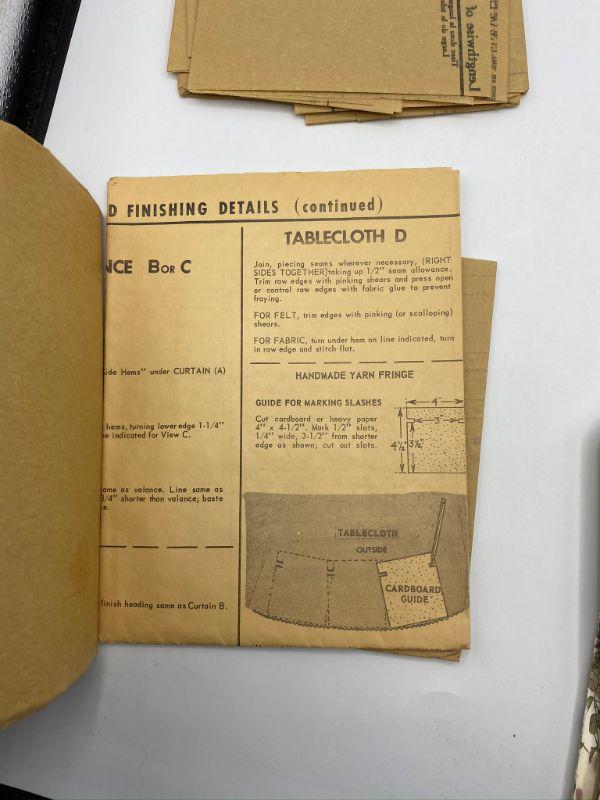 Largo de la
Lengthwise of
D FINISHING DETAILS (continued)
NCE B OR C
Side Hems" under CURTAIN (A)
hems, turning lower edge 1-1/4"
indicated for View C.
ame as valance. Line same as
3/4" shorter than valance; baste
finish heading same as Curtain B.
TABLECLOTH D
Join, piecing seams wherever necessary, (RIGHT
SIDES TOGETHER)taking up 1/2" seam allowance.
Trim raw edges with pinking shears and press open
or control raw edges with fabric glue to prevent
fraying.
FOR FELT, trim edges with pinking (or scalloping)
shears.
FOR FABRIC, turn under hem on line indicated, turn
in raw edge and stitch flat.
HANDMADE YARN FRINGE
GUIDE FOR MARKING SLASHES
Cut cardboard or heavy paper
4" x 4-1/2". Mark 1/2" slots,
1/4" wide, 3-1/2" from shorter
edge as shown; cut out slots.
4"
3"
4½"
3½"
TABLECLOTH
OUTSIDE
CARDBOARD
GUIDE